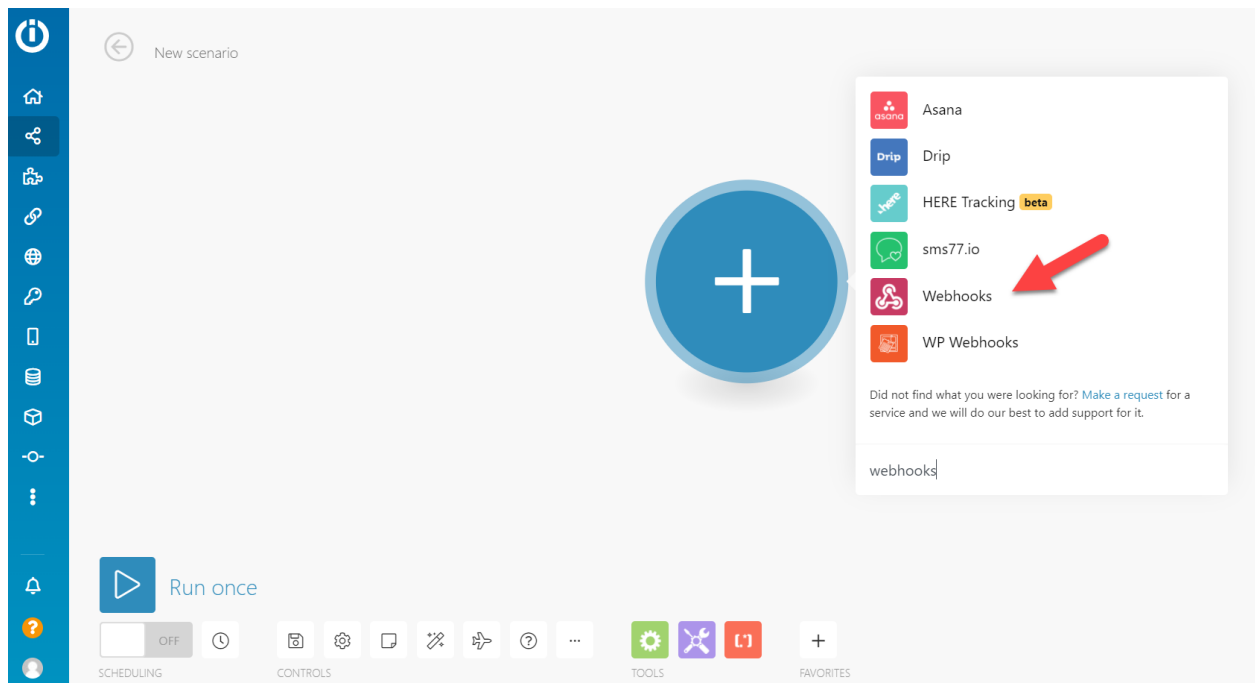 New scenario
asana
Asana
Drip
Drip
here
HERE Tracking beta
sms77.io
Webhooks
WP Webhooks
Did not find what you were looking for? Make a request for a
service and we will do our best to add support for it.
webhooks
Run once
OFF
SCHEDULING
CONTROLS
TOOLS
FAVORITES